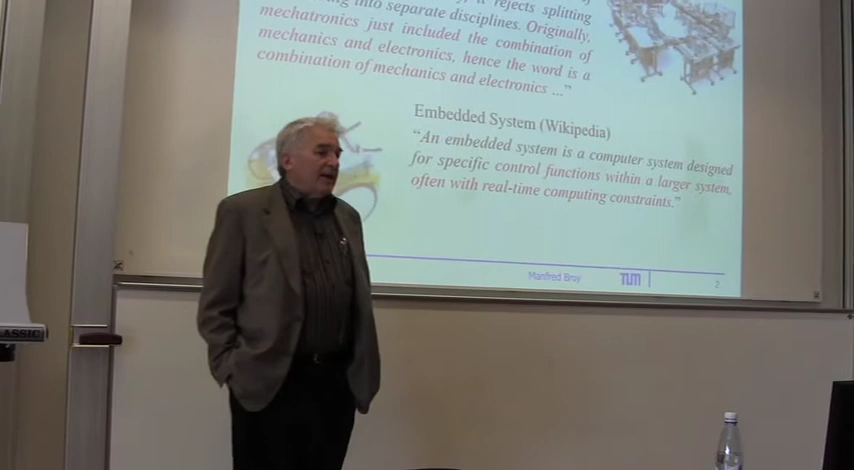 it rejects splitting
into separate disciplines. Originally,
mechatronics just included the combination of
mechanics and electronics, hence the word is a
combination of mechanics and electronics ..."
Embedded System (Wikipedia)
"An embedded system is a computer system designed
for specific control functions within a larger system,
often with real-time computing constraints."
Manfred Broy
TUM
2
ASSIC